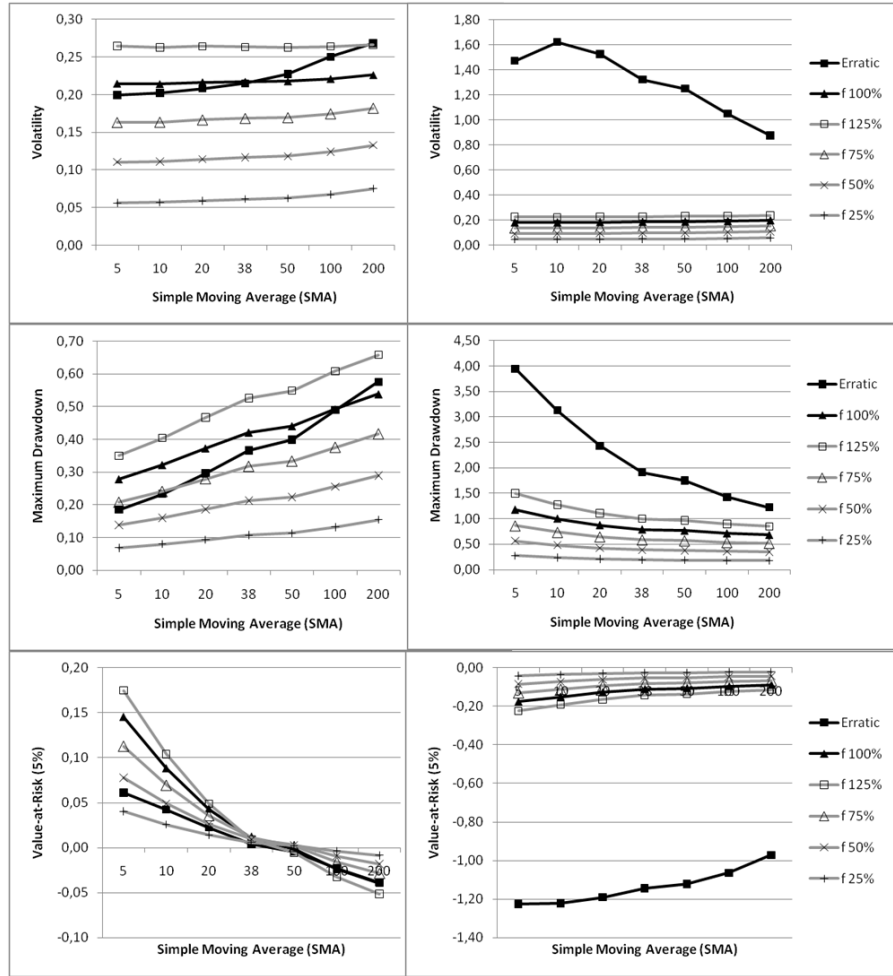 0,30
0,25
0,20
0,15
0,10
0,05
0,00
Volatility
5 10 20 38 50 100 200
Simple Moving Average (SMA)
1,80
1,60
1,40
1,20
1,00
0,80
0,60
0,40
0,20
0,00
Volatility
5 10 20 38 50 100 200
Simple Moving Average (SMA)
Erratic
f 100%
f 125%
f 75%
f 50%
f 25%
0,70
0,60
0,50
0,40
0,30
0,20
0,10
0,00
Maximum Drawdown
5 10 20 38 50 100 200
Simple Moving Average (SMA)
4,50
4,00
3,50
3,00
2,50
2,00
1,50
1,00
0,50
0,00
Maximum Drawdown
5 10 20 38 50 100 200
Simple Moving Average (SMA)
Erratic
f 100%
f 125%
f 75%
f 50%
f 25%
0,20
0,15
0,10
0,05
0,00
-0,05
-0,10
Value-at-Risk (5%)
5 10 20 38 50 100 200
Simple Moving Average (SMA)
0,00
-0,20
-0,40
-0,60
-0,80
-1,00
-1,20
-1,40
Value-at-Risk (5%)
5 10 20 38 50 100 200
Simple Moving Average (SMA)
Erratic
f 100%
f 125%
f 75%
f 50%
f 25%